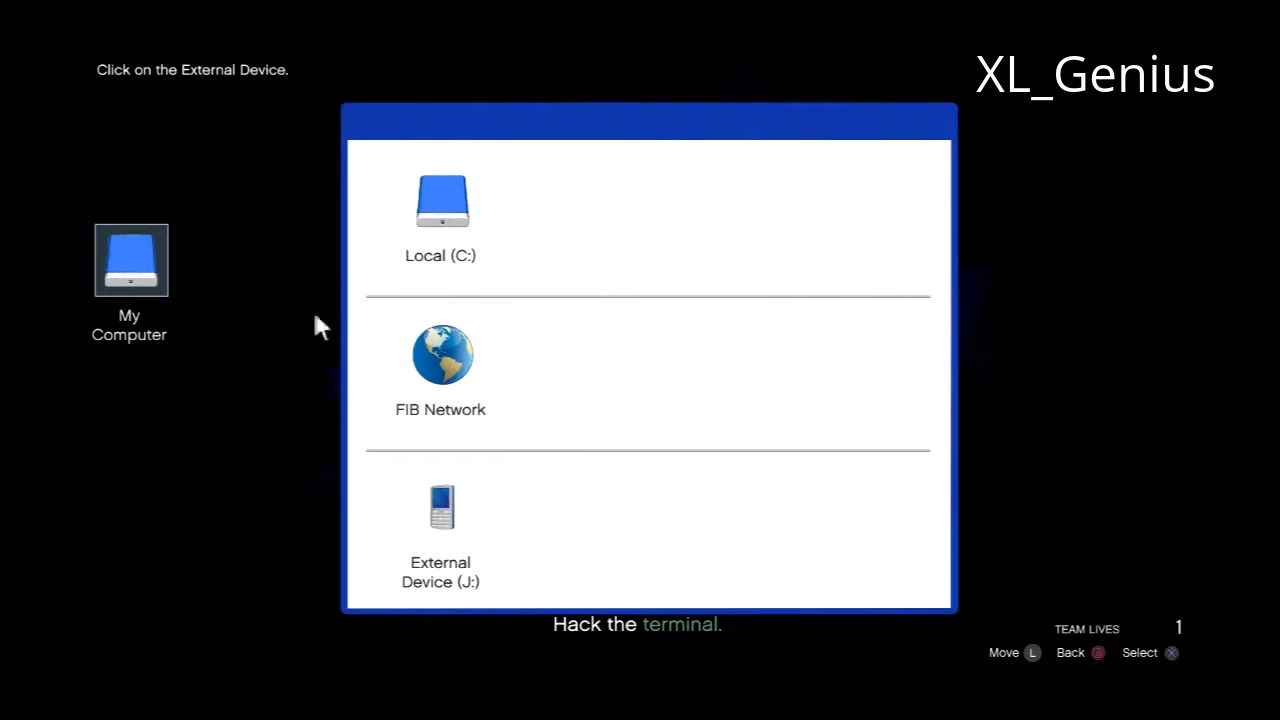 Click on the External Device.
XL_Genius
Local (C:)
My
Computer
FIB Network
External
Device (J:)
Hack the terminal.
TEAM LIVES 1
Move L Back Select